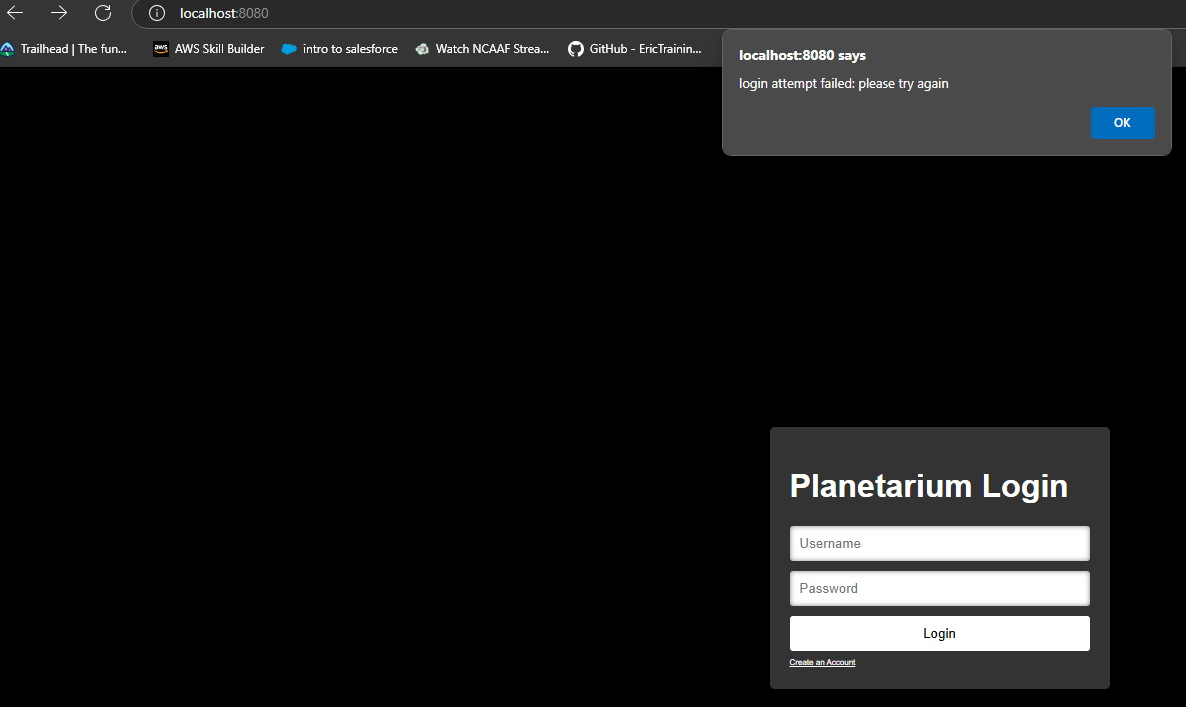 localhost:8080
Trailhead | The fun...
aws
AWS Skill Builder
intro to salesforce
Watch NCAAF Strea...
GitHub - EricTrainin...
localhost:8080 says
login attempt failed: please try again
OK
Planetarium Login
Username
Password
Login
Create an Account